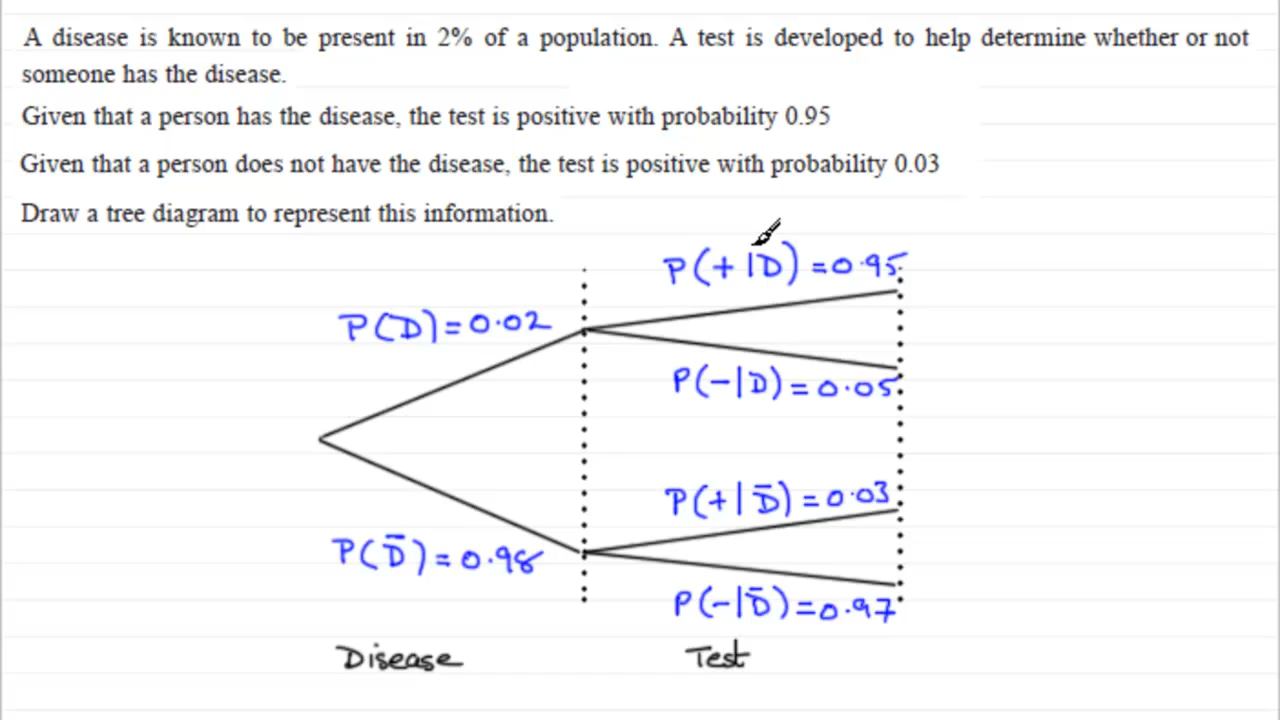 A disease is known to be present in 2% of a population. A test is developed to help determine whether or not
someone has the disease.
Given that a person has the disease, the test is positive with probability 0.95
Given that a person does not have the disease, the test is positive with probability 0.03
Draw a tree diagram to represent this information.
P(+|D) = 0.95
P(D) = 0.02
P(-|D) = 0.05
P(+|D̄) = 0.03
P(D̄) = 0.98
P(-|D̄) = 0.97
Disease Test